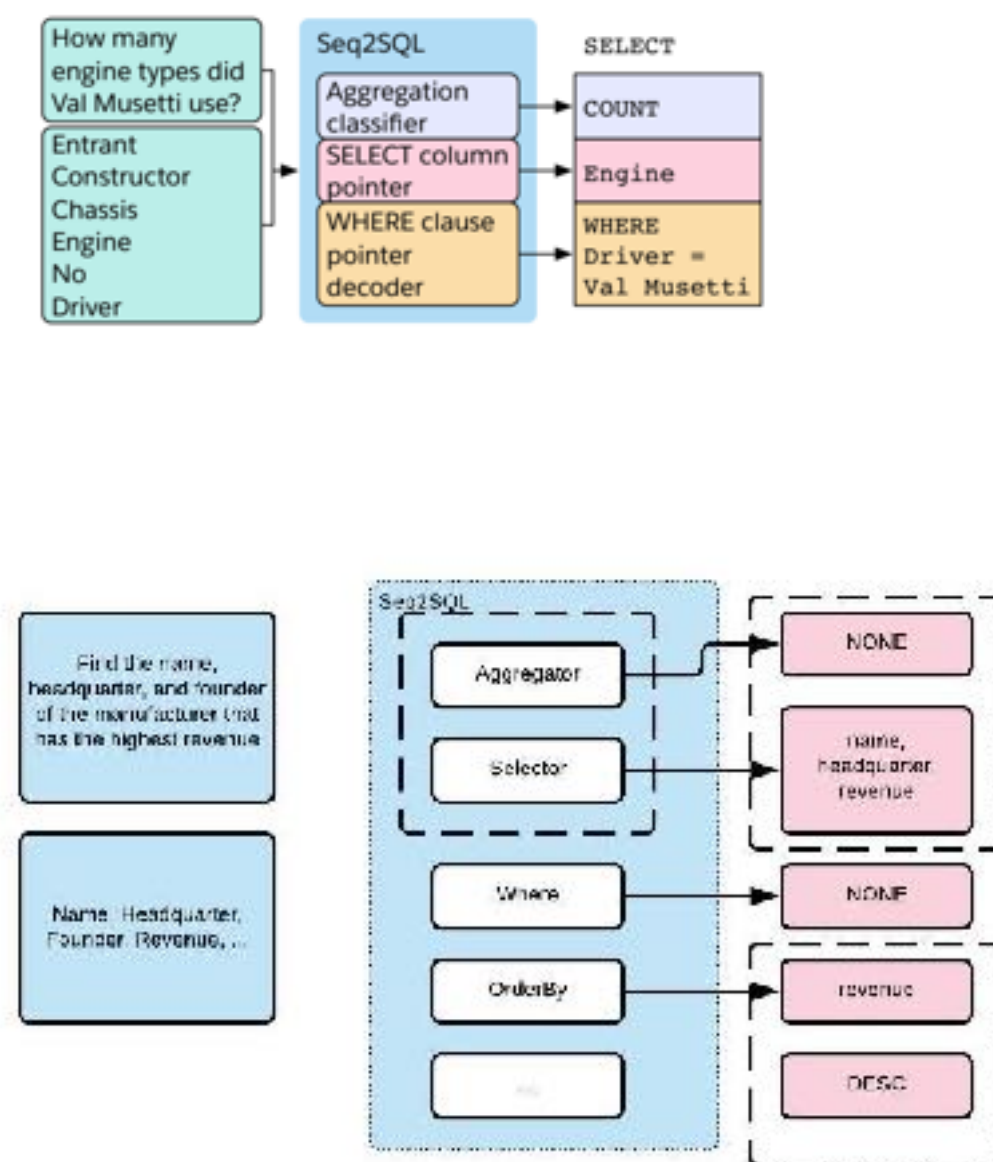 How many
engine types did
Val Musetti use?
Entrant
Constructor
Chassis
Engine
No
Driver
Seq2SQL
Aggregation
classifier
SELECT column
pointer
WHERE clause
pointer
decoder
SELECT
COUNT
Engine
WHERE
Driver =
Val Musetti
Find the name,
headquarter, and founder
of the manufacturer that
has the highest revenue
Name, Headquarter,
Founder, Revenue, ...
Seq2SQL
Aggregator
Selector
Where
OrderBy
NONE
name,
headquarter,
revenue
NONE
revenue
DESC